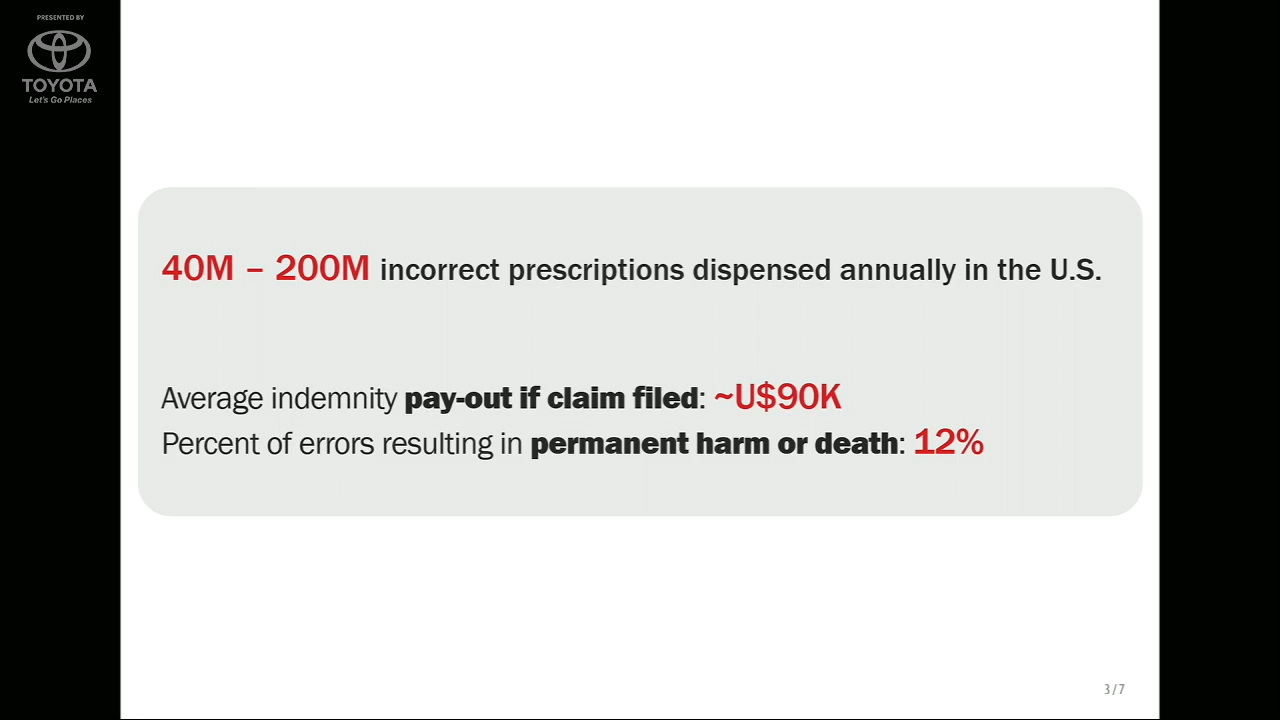 PRESENTED BY
TOYOTA
Let's Go Places
40M – 200M incorrect prescriptions dispensed annually in the U.S.
Average indemnity pay-out if claim filed: ~U$90K
Percent of errors resulting in permanent harm or death: 12%
3/7